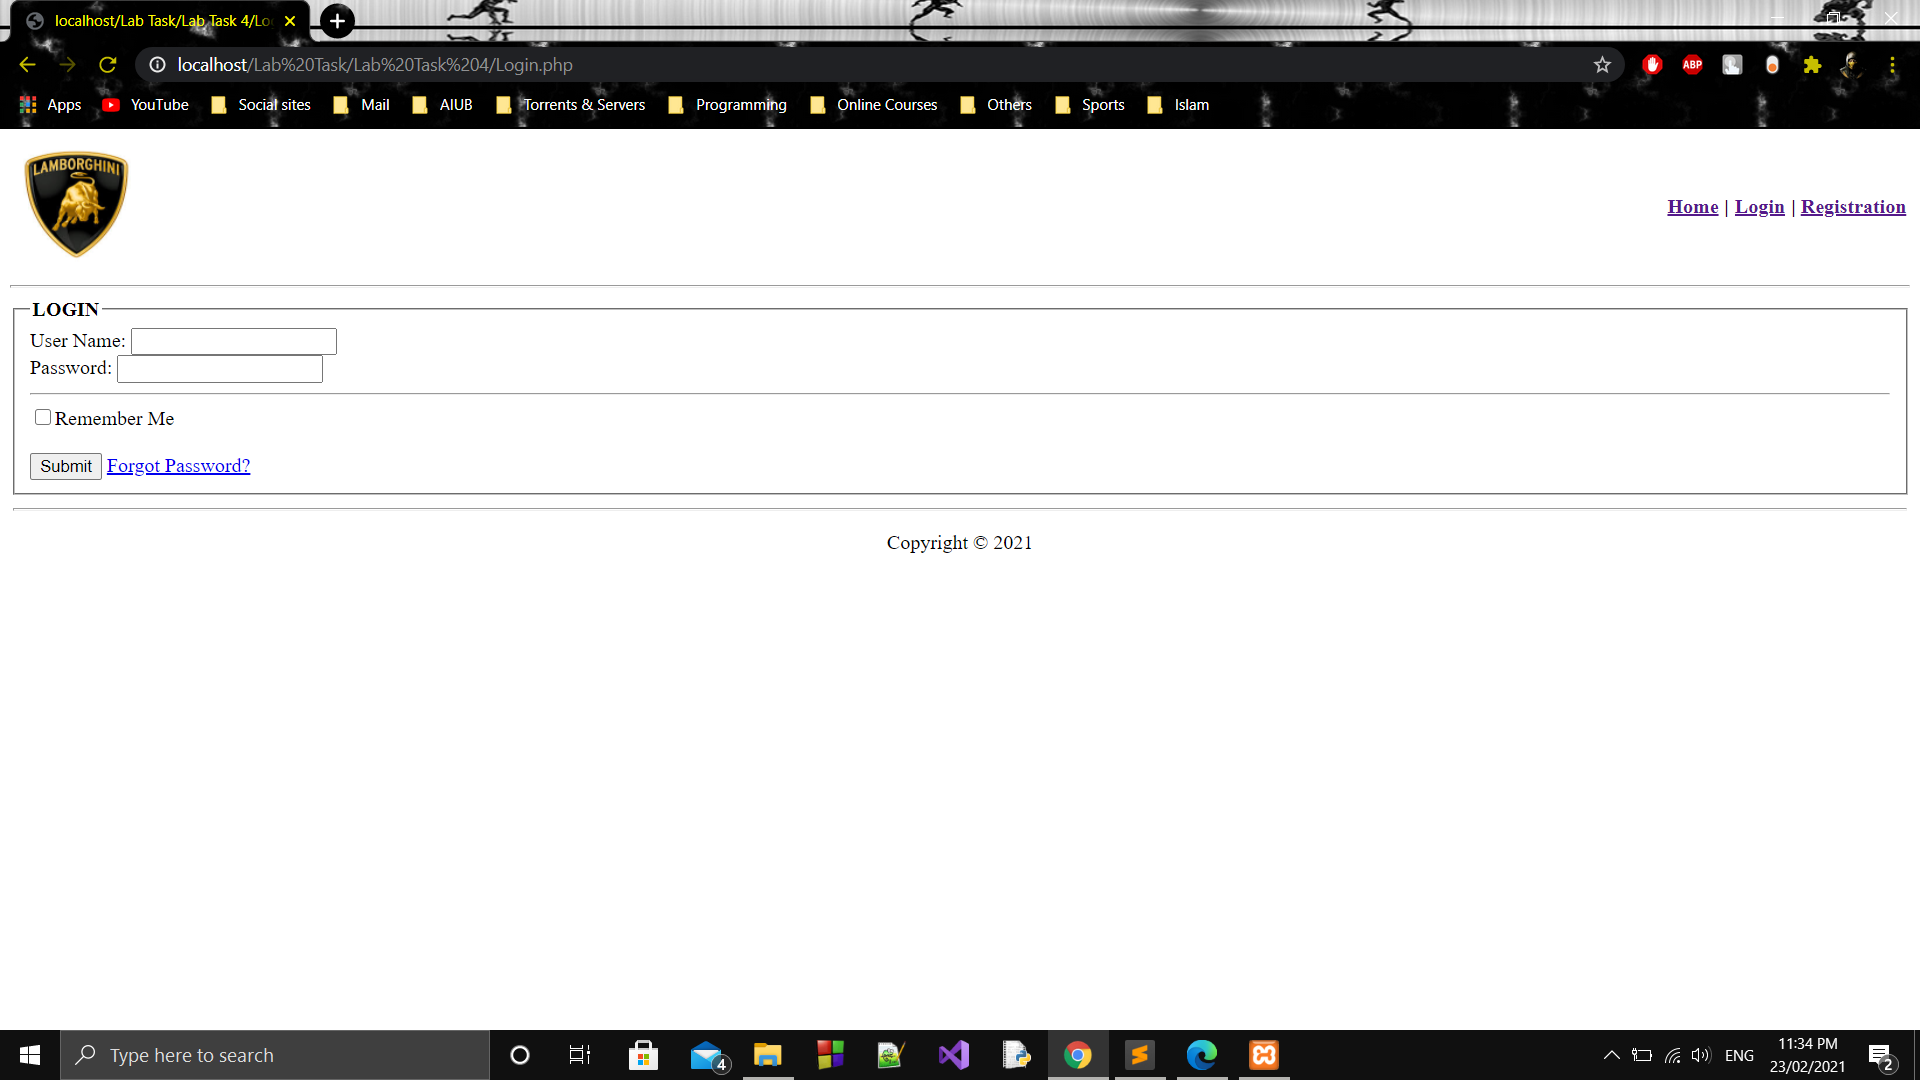 localhost/Lab Task/Lab Task 4/Lo
localhost/Lab%20Task/Lab%20Task%204/Login.php
ABP
Apps YouTube Social sites Mail AIUB Torrents & Servers Programming Online Courses Others Sports Islam
LAMBORGHINI
Home | Login | Registration
LOGIN
User Name:
Password:
Remember Me
Submit Forgot Password?
Copyright © 2021
Type here to search
4
ENG
11:34 PM
23/02/2021
2